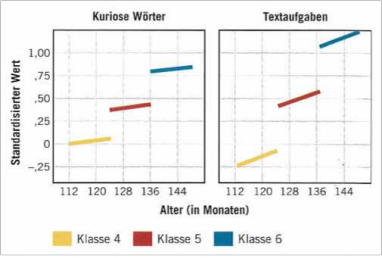 Kuriose Wörter
Textaufgaben
Standardisierter Wert
1,00
,75
,50
,25
0
–,25
112 120 128 136 144
112 120 128 136 144
Alter (in Monaten)
Klasse 4 Klasse 5 Klasse 6